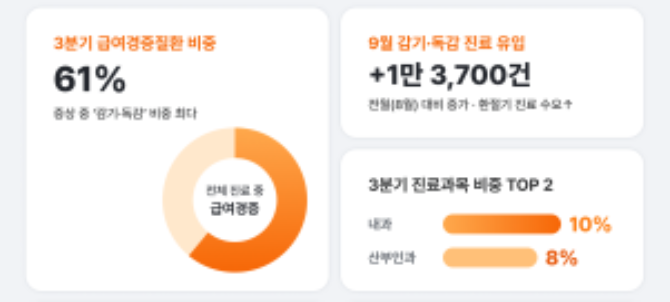 3분기 급여경증질환 비중
61%
증상 중 '감기·독감' 비중 최다
전체 진료 중
급여경증
9월 감기·독감 진료 유입
+1만 3,700건
전월(8월) 대비 증가 · 환절기 진료 수요↑
3분기 진료과목 비중 TOP 2
내과 10%
산부인과 8%